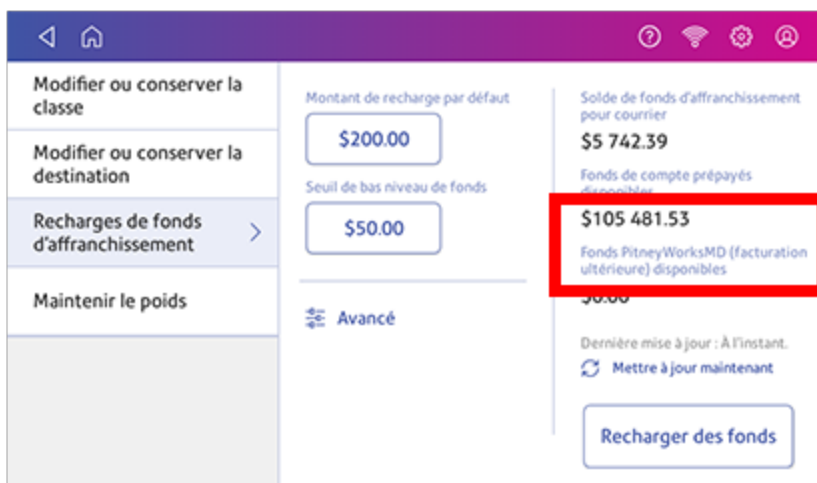 Modifier ou conserver la
classe
Modifier ou conserver la
destination
Recharges de fonds
d'affranchissement
Maintenir le poids
Montant de recharge par défaut
$200.00
Seuil de bas niveau de fonds
$50.00
Avancé
Solde de fonds d'affranchissement
pour courrier
$5 742.39
Fonds de compte prépayés
disponibles
$105 481.53
Fonds PitneyWorksMD (facturation
ultérieure) disponibles
$0.00
Dernière mise à jour : À l'instant.
Mettre à jour maintenant
Recharger des fonds